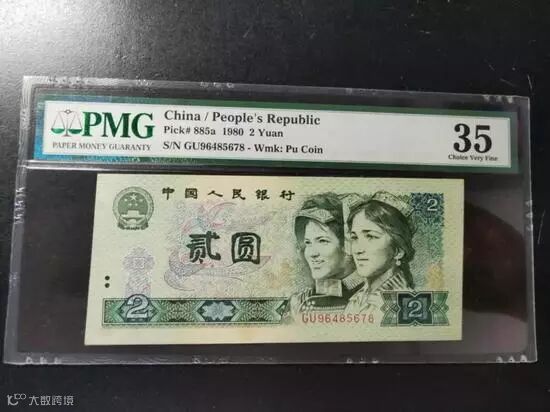 PMG
PAPER MONEY GUARANTY
China / People's Republic
Pick# 885a 1980 2 Yuan
S/N GU96485678 - Wmk: Pu Coin
35
Choice Very Fine
中国人民银行
2
贰圆
2
2
GU96485678
大数跨境